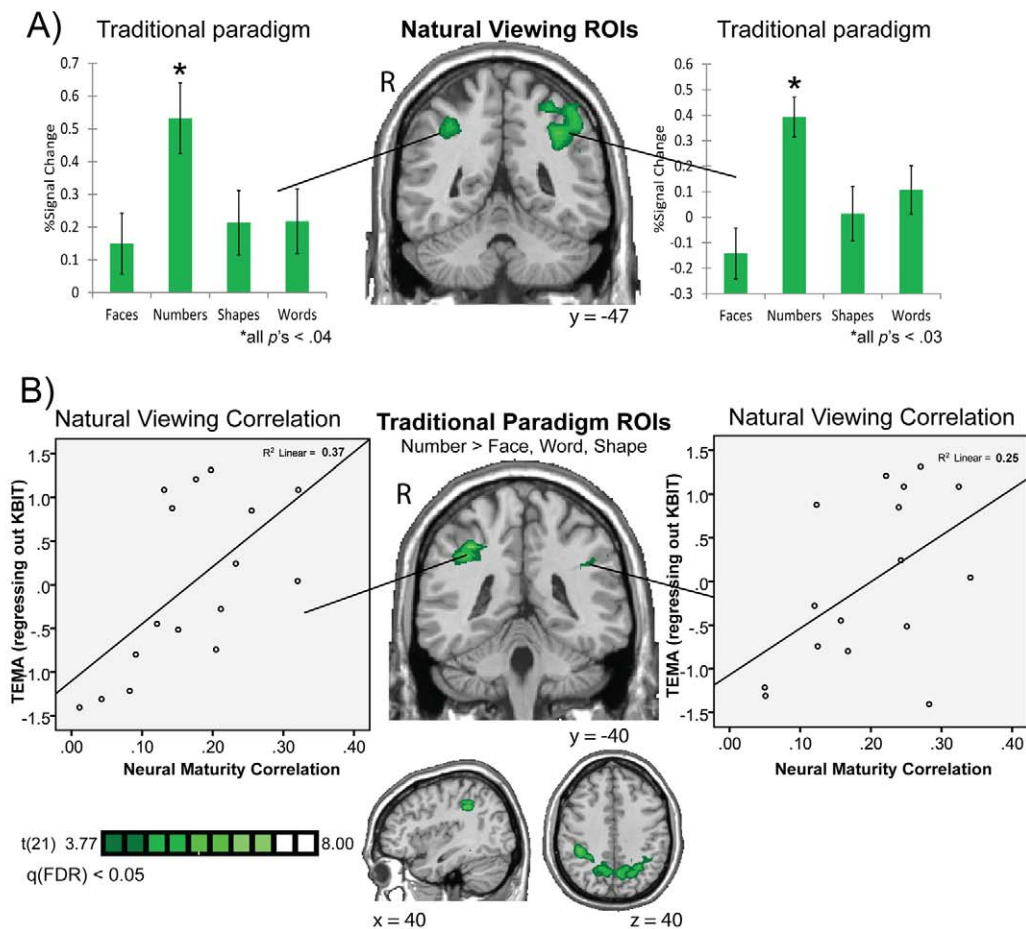 A)
Traditional paradigm
Natural Viewing ROIs
Traditional paradigm
%Signal Change
0.7
0.6
0.5
0.4
0.3
0.2
0.1
0
*
Faces Numbers Shapes Words
*all p's < .04
R
y = -47
%Signal Change
0.6
0.5
0.4
0.3
0.2
0.1
0
-0.1
-0.2
-0.3
*
Faces Numbers Shapes Words
*all p's < .03
B)
Natural Viewing Correlation
Traditional Paradigm ROIs
Number > Face, Word, Shape
Natural Viewing Correlation
TEMA (regressing out KBIT)
R² Linear = 0.37
1.5
1.0
.5
.0
-.5
-1.0
-1.5
.00 .10 .20 .30 .40
Neural Maturity Correlation
R
y = -40
TEMA (regressing out KBIT)
R² Linear = 0.25
1.5
1.0
.5
.0
-.5
1.0
-1.5
.00 .10 .20 .30 .40
Neural Maturity Correlation
t(21) 3.77 8.00
q(FDR) < 0.05
x = 40
z = 40